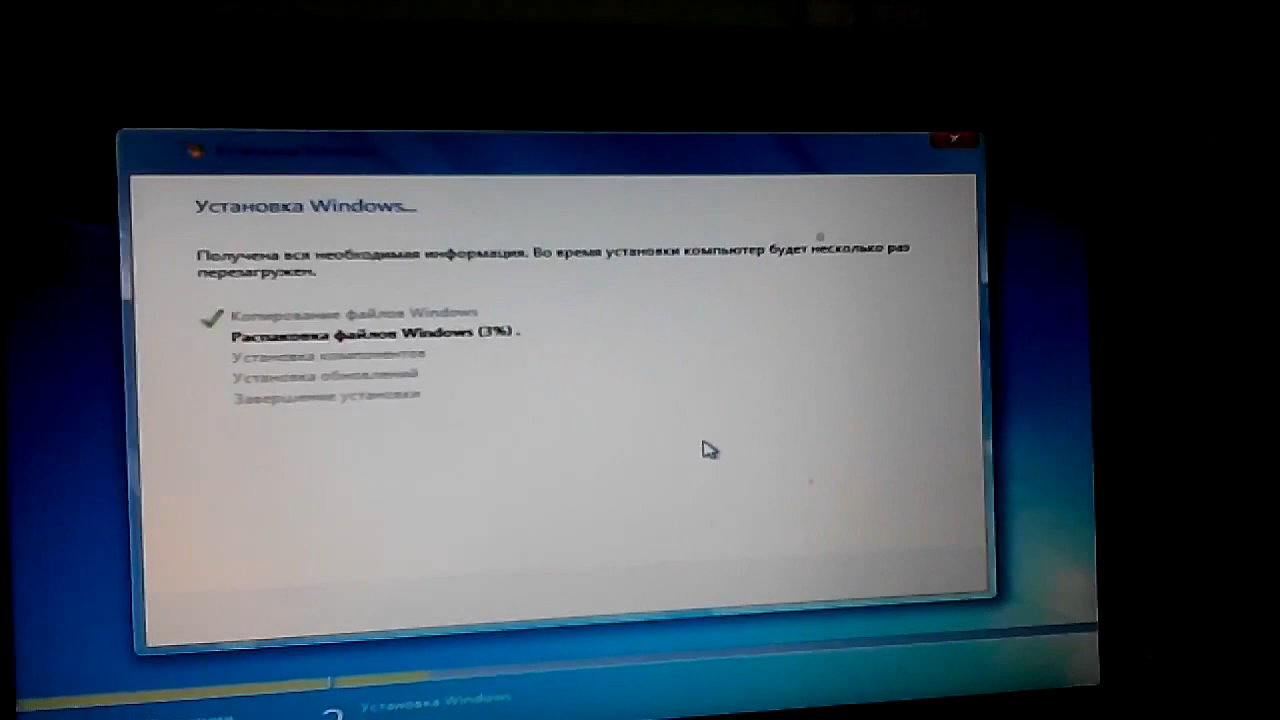 Установка Windows...
Получена вся необходимая информация. Во время установки компьютер будет несколько раз
перезагружен.
Копирование файлов Windows
Распаковка файлов Windows (3%) .
Установка компонентов
Установка обновлений
Завершение установки
2 Установка Windows